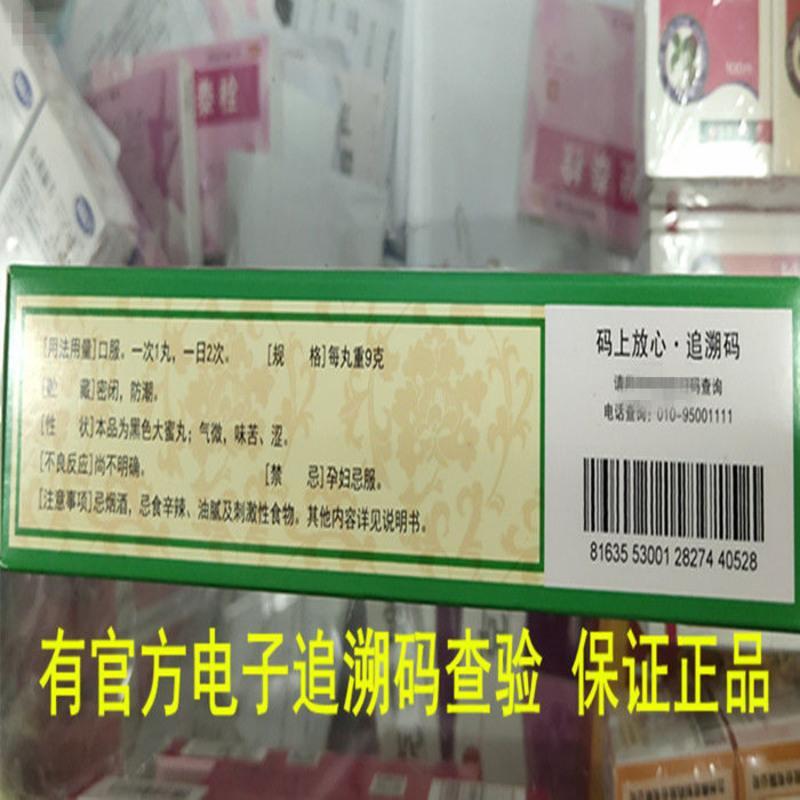 泰栓
[用法用量]口服。一次1丸，一日2次。 [规 格]每丸重9克
藏]密闭，防潮。
[性 状]本品为黑色大蜜丸；气微，味苦、涩。
[不良反应]尚不明确。 [禁 忌]孕妇忌服。
[注意事项]忌烟酒，忌食辛辣、油腻及刺激性食物。其他内容详见说明书。
码上放心·追溯码
码查询
电话查询：010-95001111
81635 53001 28274 40528
有官方电子追溯码查验 保证正品